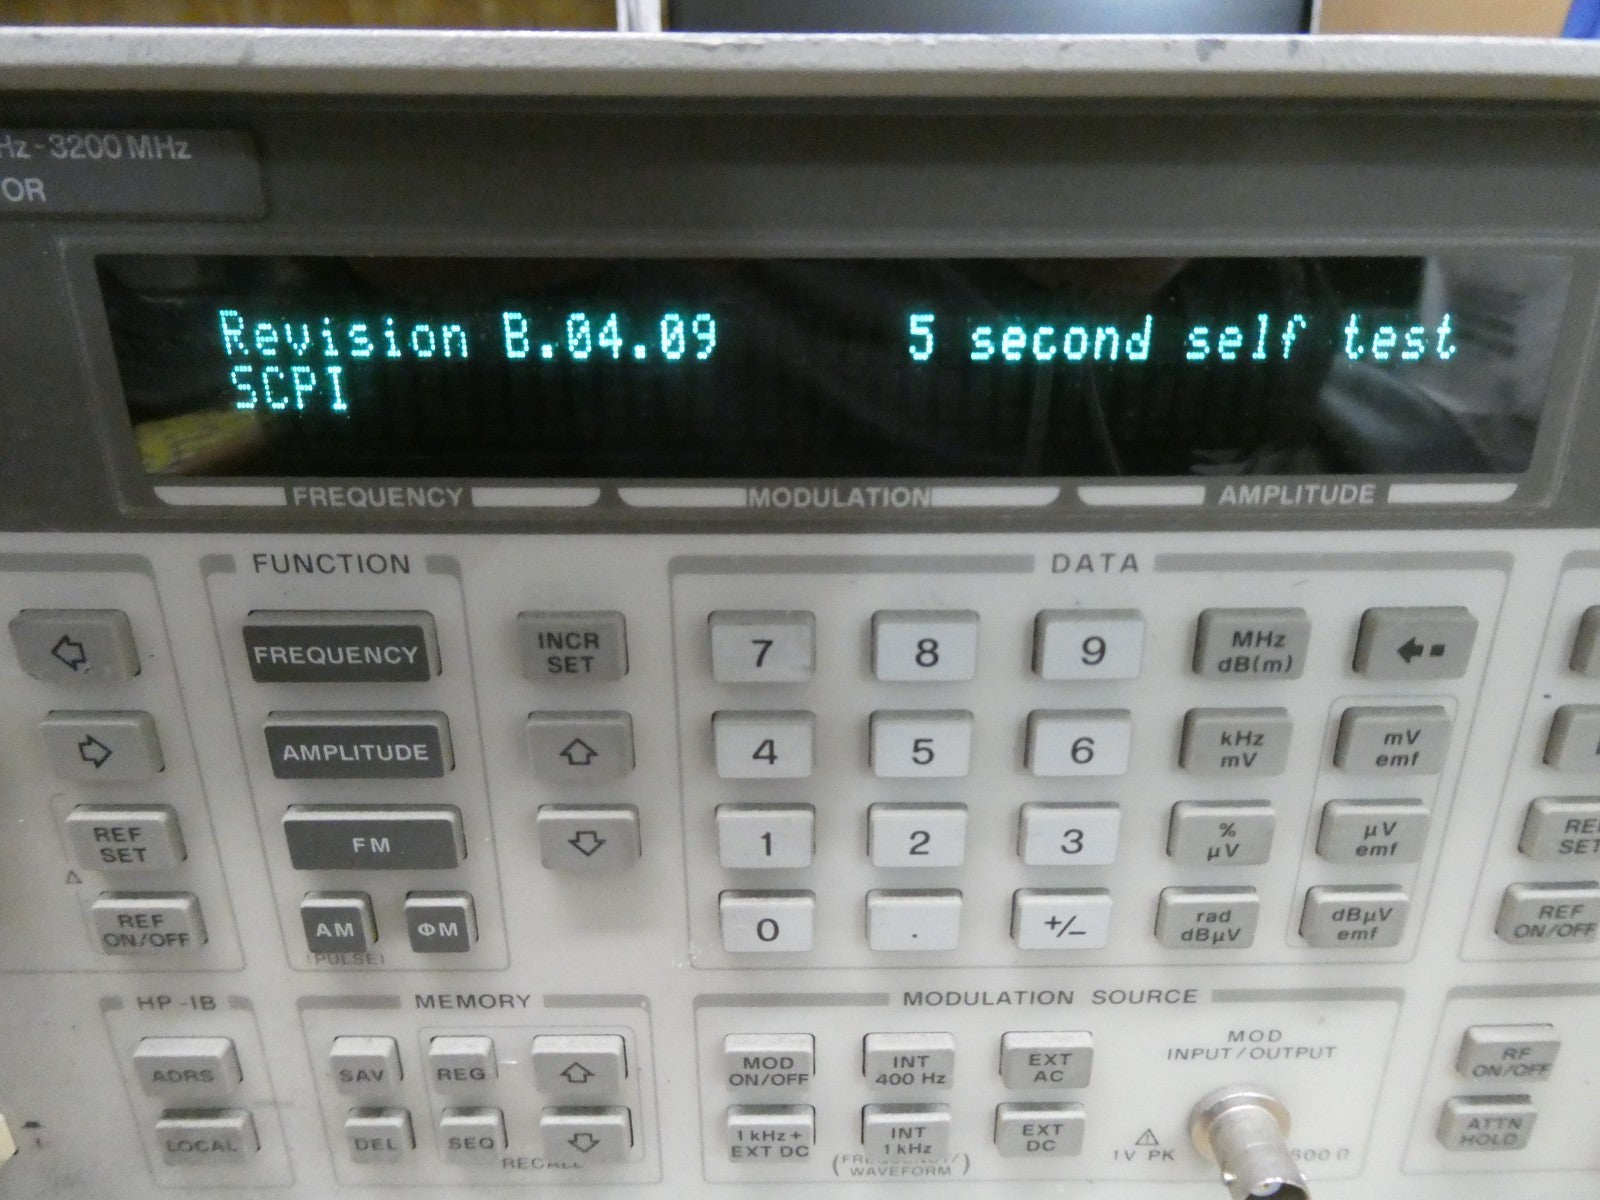 Hz - 3200 MHz
OR
Revision B.04.09 5 second self test
SCPI
FREQUENCY MODULATION AMPLITUDE
FUNCTION
DATA
FREQUENCY
INCR
SET
7
8
9
MHz
dB(m)
AMPLITUDE
4
5
6
kHz
mV
mV
emf
REF
SET
FM
1
2
3
%
µV
µV
emf
SET
REF
ON/OFF
AM
ΦM
(PULSE)
0
.
+/−
rad
dBµV
dBµV
emf
REF
ON/OFF
HP-IB
MEMORY
MODULATION SOURCE
ADRS
SAV
REG
MOD
ON/OFF
INT
400 Hz
EXT
AC
MOD
INPUT/OUTPUT
RF
ON/OFF
LOCAL
DEL
SEQ
RECALL
1 kHz +
EXT DC
INT
1 kHz
(FREQUENCY/
WAVEFORM)
EXT
DC
1V PK
600 Ω
ATTN
HOLD